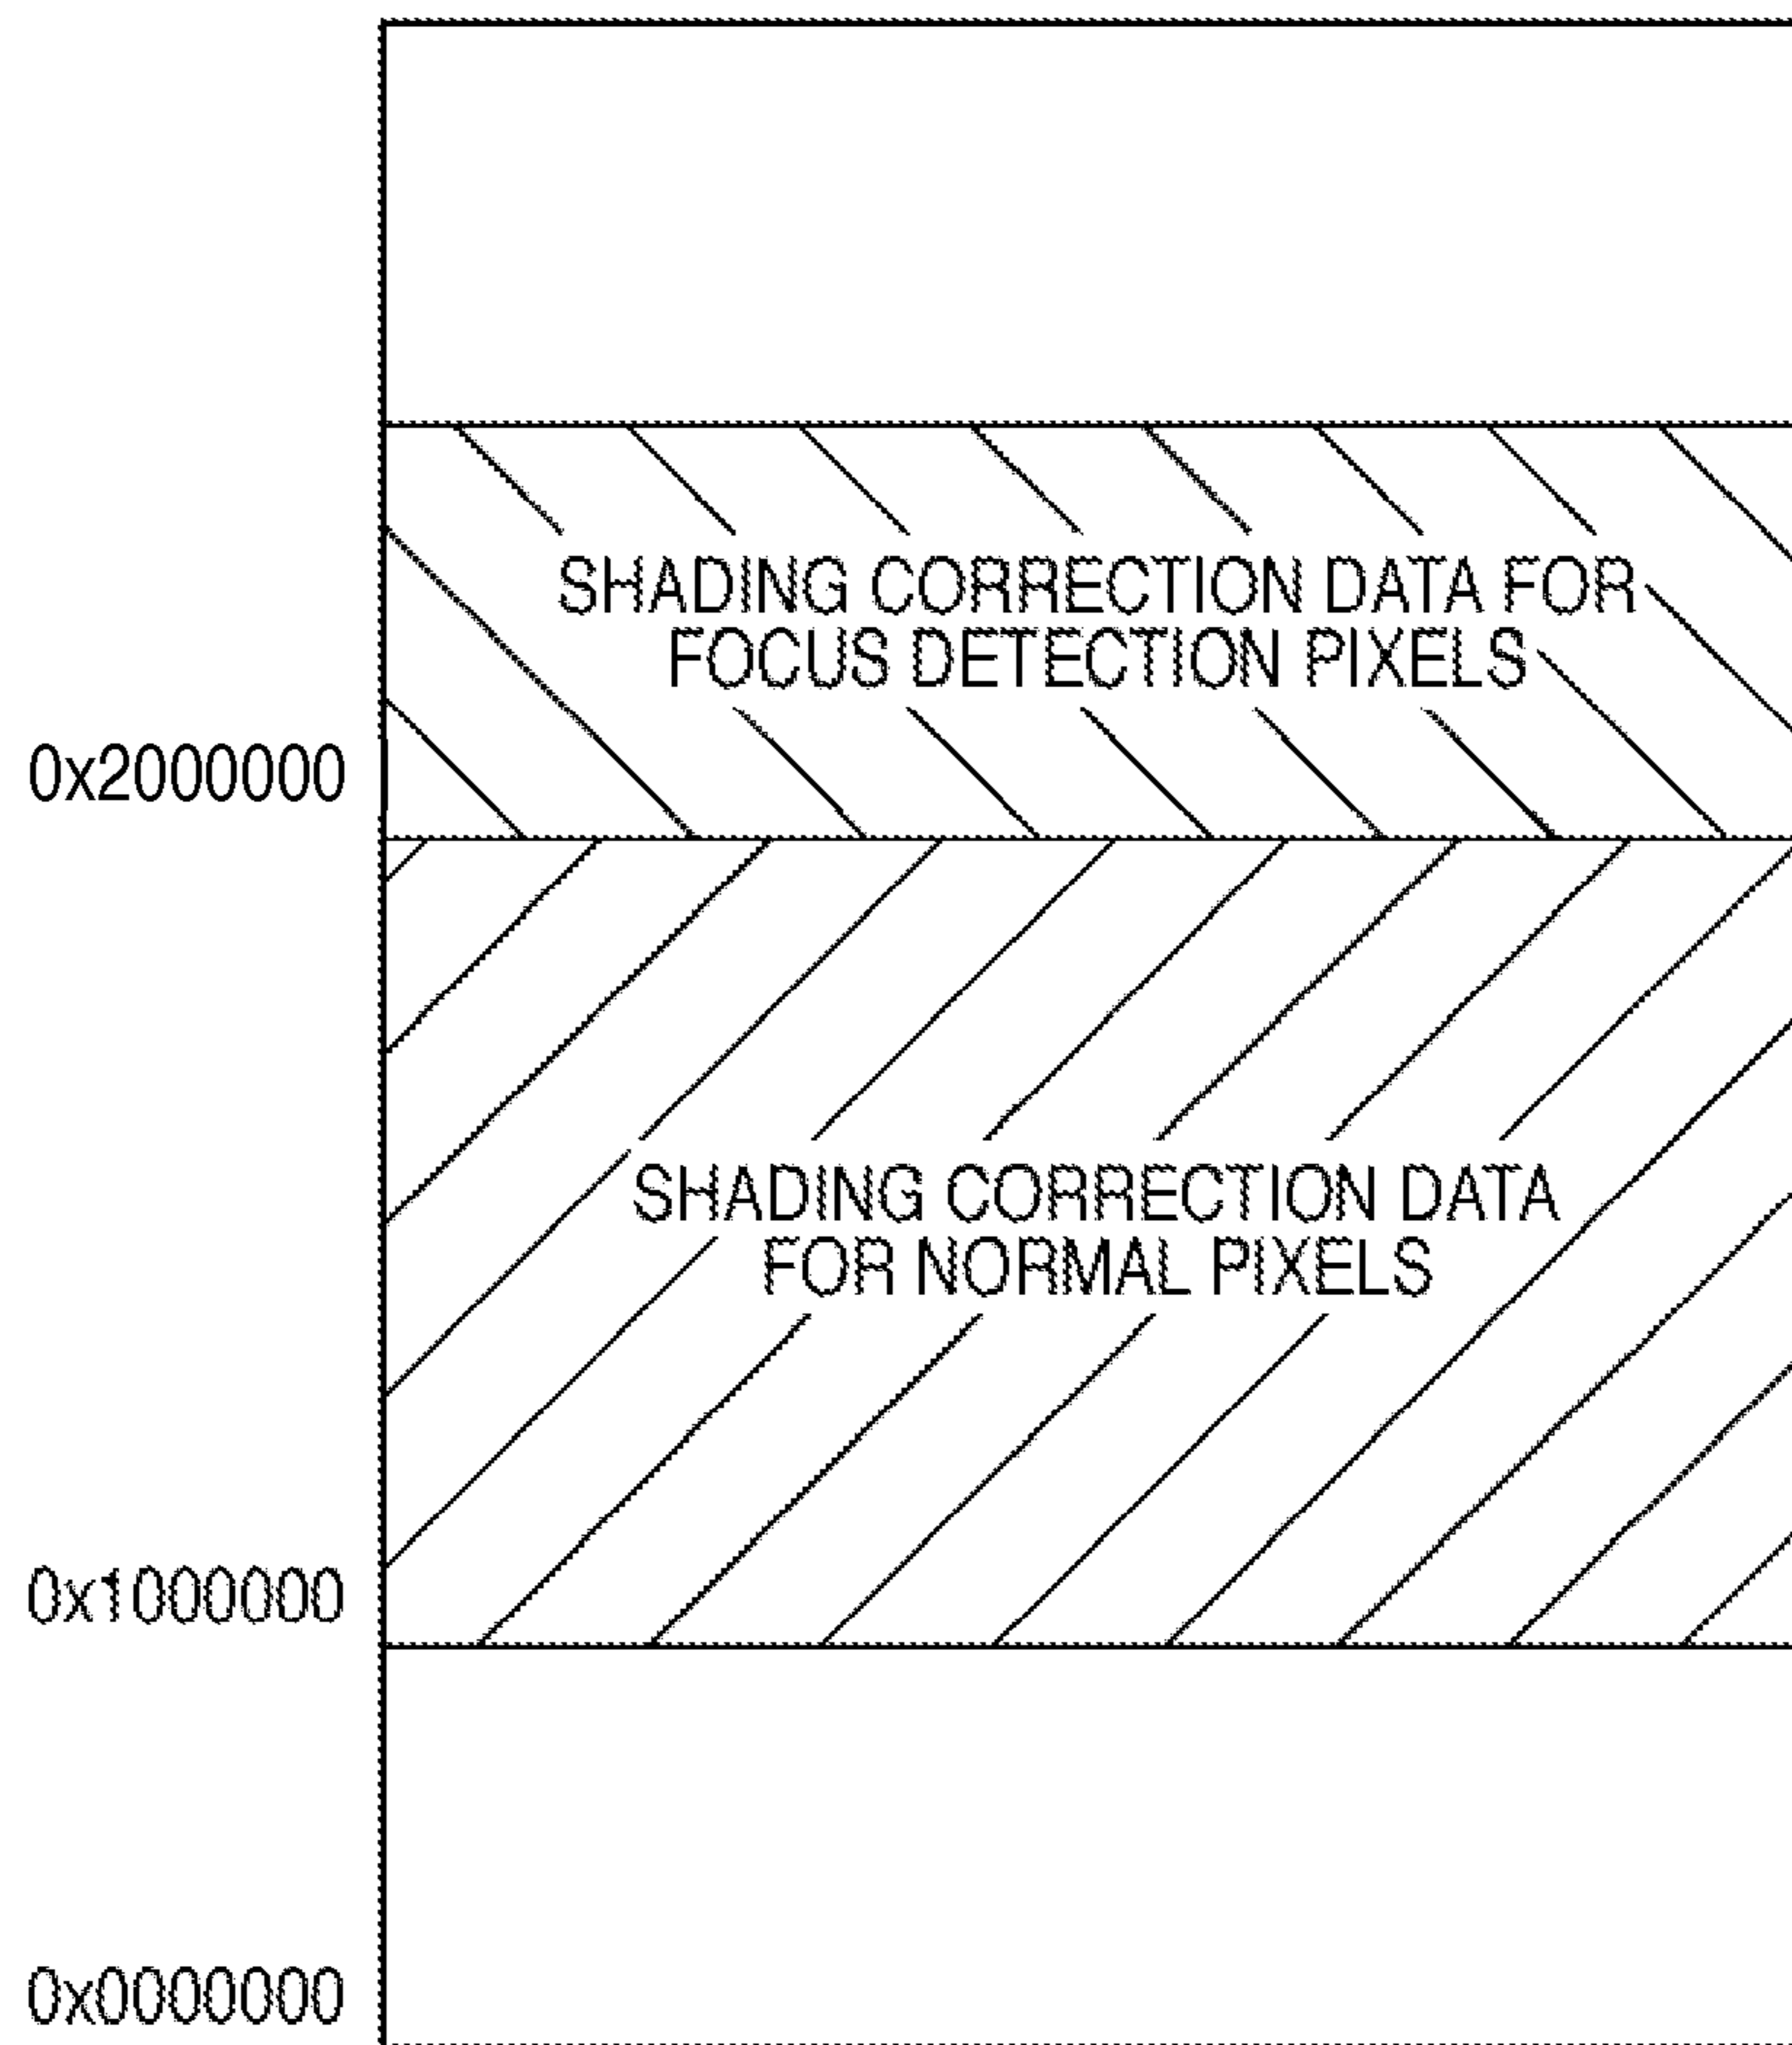 SHADING CORRECTION DATA FOR
FOCUS DETECTION PIXELS
0x2000000
SHADING CORRECTION DATA
FOR NORMAL PIXELS
0x1000000
0x0000000